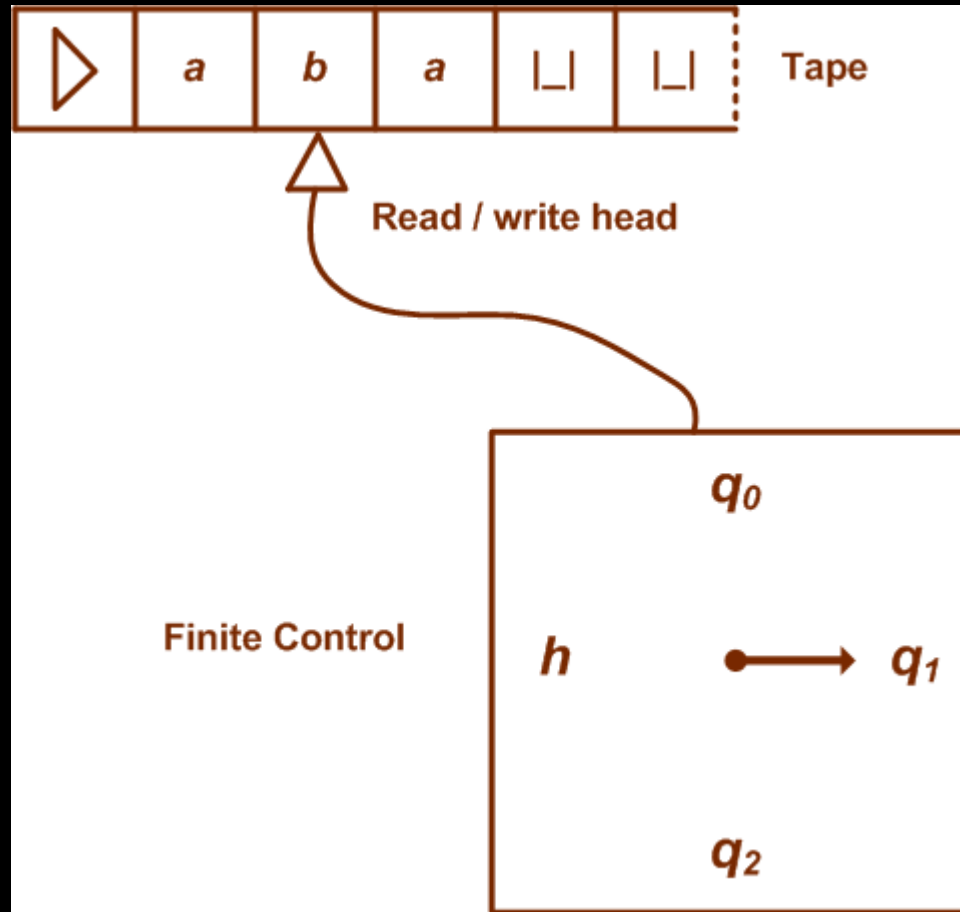 ▷ a b a |_| |_| Tape
Read / write head
q₀
Finite Control h q₁
q₂